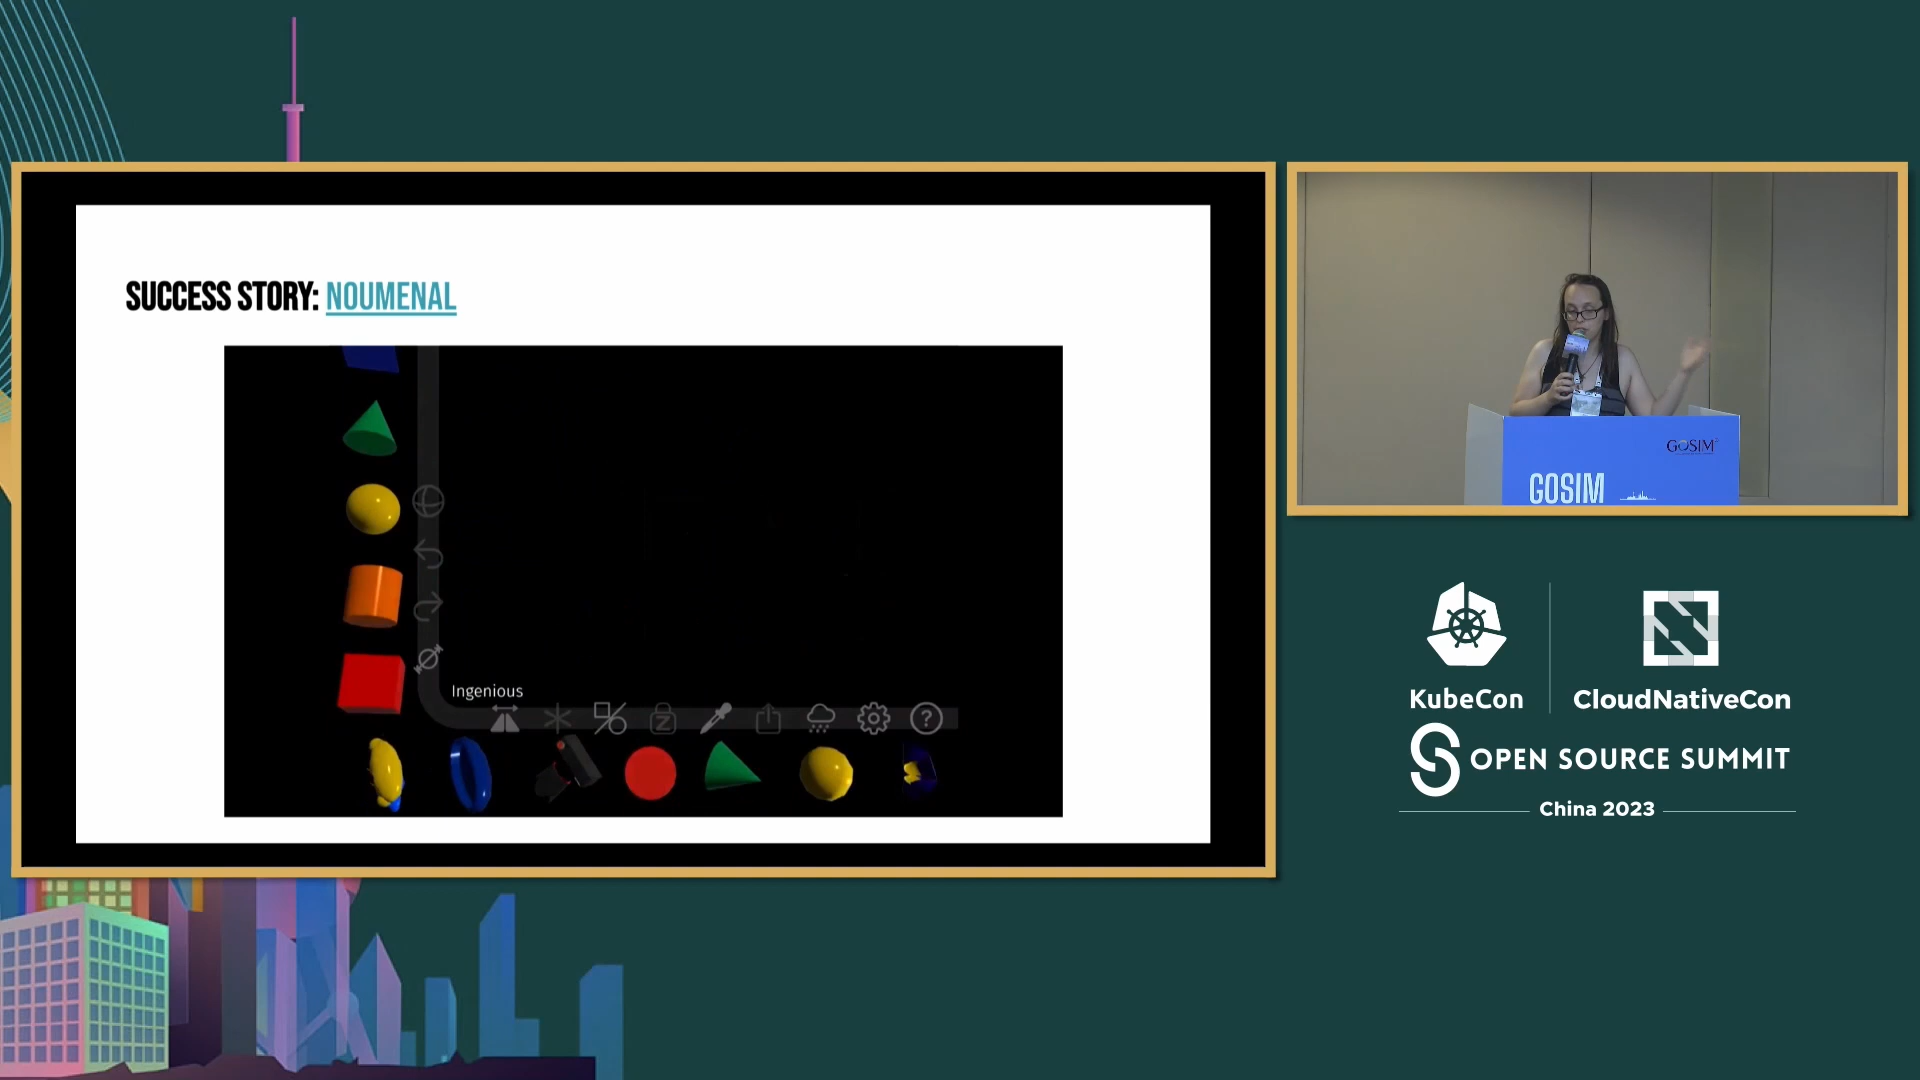 SUCCESS STORY: NOUMENAL
Ingenious
GOSIM
GOSIM
KubeCon
CloudNativeCon
OPEN SOURCE SUMMIT
China 2023